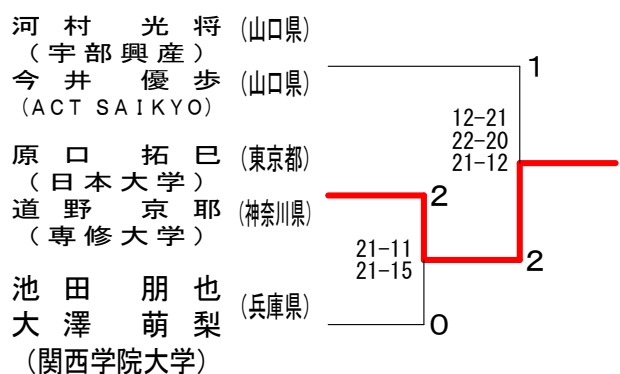 河村 光将 (山口県)
(宇部興産)
今井 優歩 (山口県)
(ACT SAIKYO)
1
12-21
22-20
21-12
原口 拓巳 (東京都)
(日本大学)
道野 京耶 (神奈川県)
(専修大学)
2
21-11
21-15
2
池田 朋也
大澤 萌梨
(兵庫県)
0
(関西学院大学)